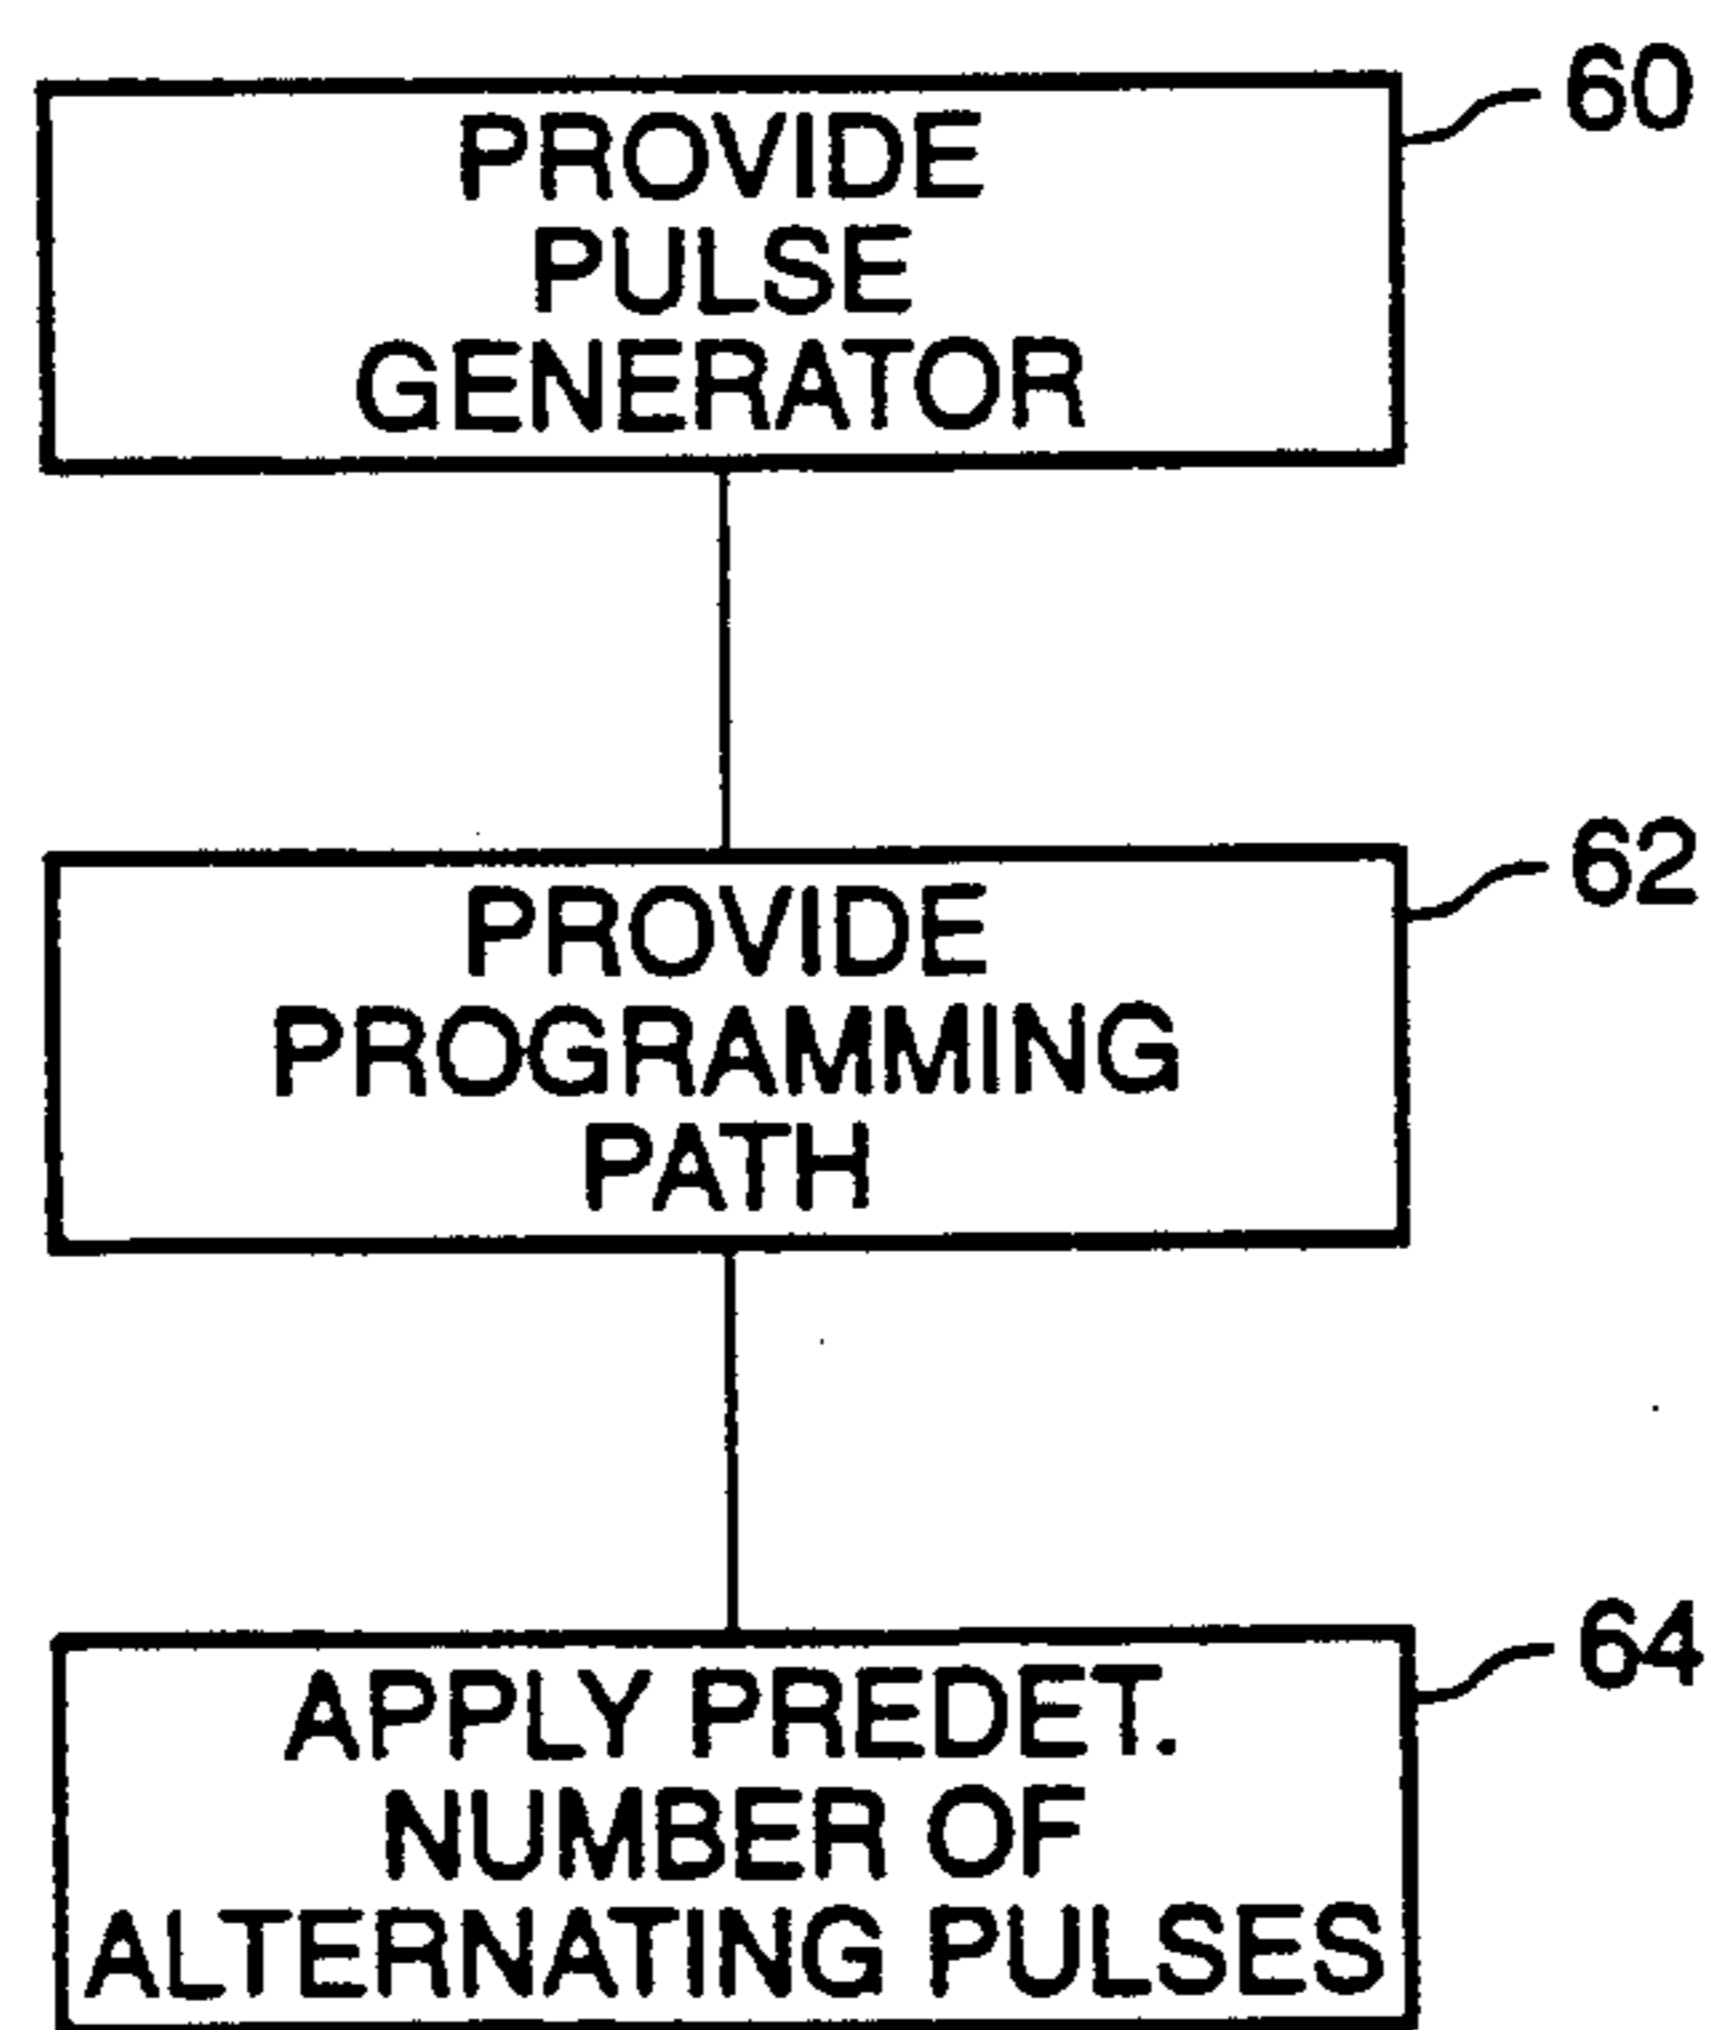 PROVIDE
PULSE
GENERATOR
60
PROVIDE
PROGRAMMING
PATH
62
APPLY PREDET.
NUMBER OF
ALTERNATING PULSES
64